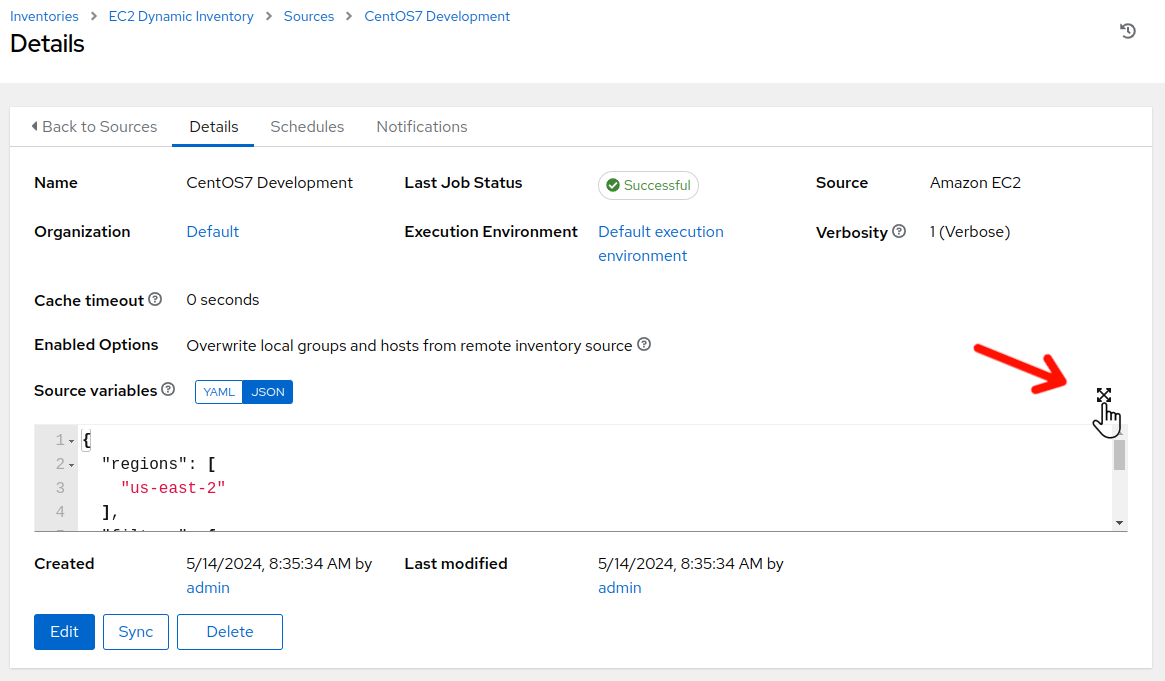 Inventories > EC2 Dynamic Inventory > Sources > CentOS7 Development
Details
Back to Sources Details Schedules Notifications
Name CentOS7 Development Last Job Status Successful Source Amazon EC2
Organization Default Execution Environment Default execution environment Verbosity 1 (Verbose)
Cache timeout 0 seconds
Enabled Options Overwrite local groups and hosts from remote inventory source
Source variables YAML JSON
1 {
2 "regions": [
3 "us-east-2"
4 ],
Created 5/14/2024, 8:35:34 AM by admin Last modified 5/14/2024, 8:35:34 AM by admin
Edit Sync Delete